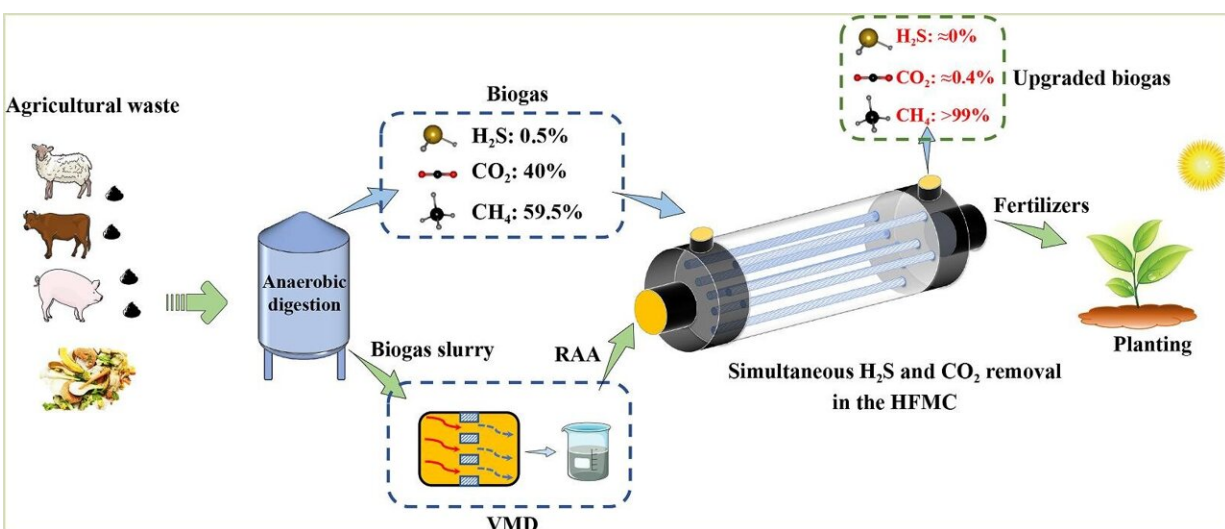 Agricultural waste
Biogas
H₂S: 0.5%
CO₂: 40%
CH₄: 59.5%
Anaerobic
digestion
Biogas slurry
RAA
VMD
H₂S: ≈0%
CO₂: ≈0.4%
CH₄: >99%
Upgraded biogas
Simultaneous H₂S and CO₂ removal
in the HFMC
Fertilizers
Planting